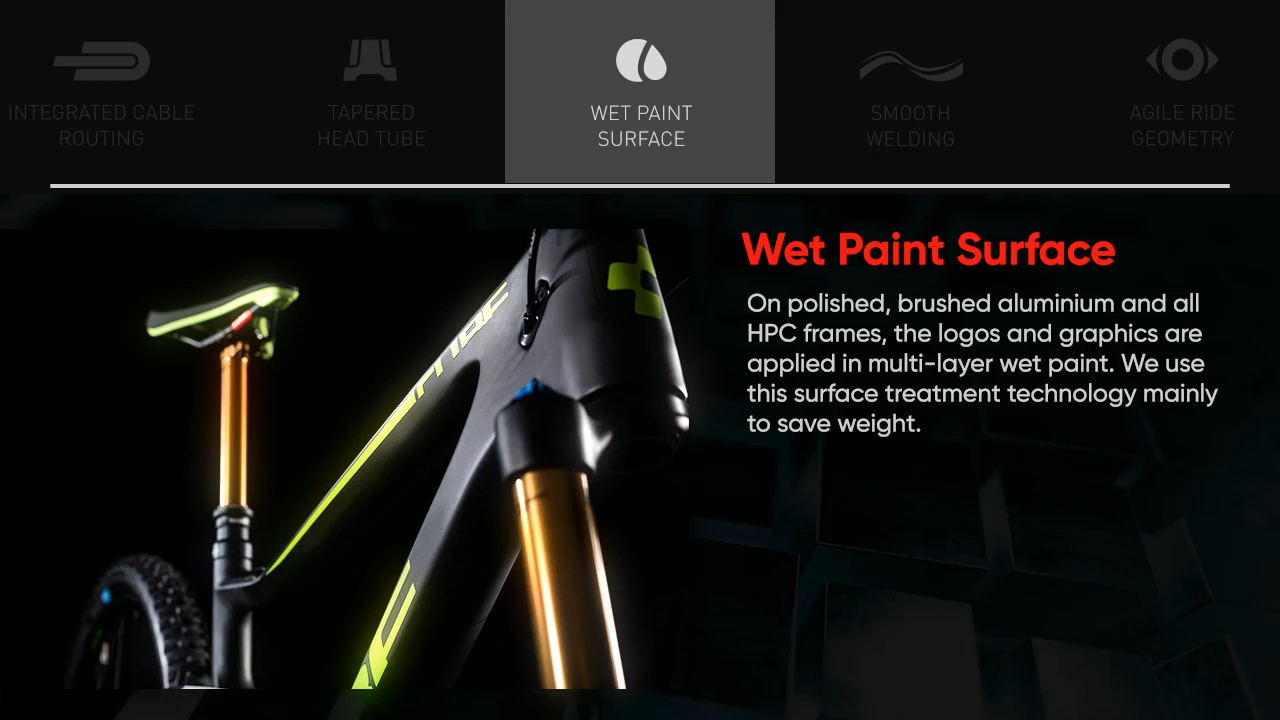 INTEGRATED CABLE
ROUTING
TAPERED
HEAD TUBE
WET PAINT
SURFACE
SMOOTH
WELDING
AGILE RIDE
GEOMETRY
Wet Paint Surface
On polished, brushed aluminium and all
HPC frames, the logos and graphics are
applied in multi-layer wet paint. We use
this surface treatment technology mainly
to save weight.